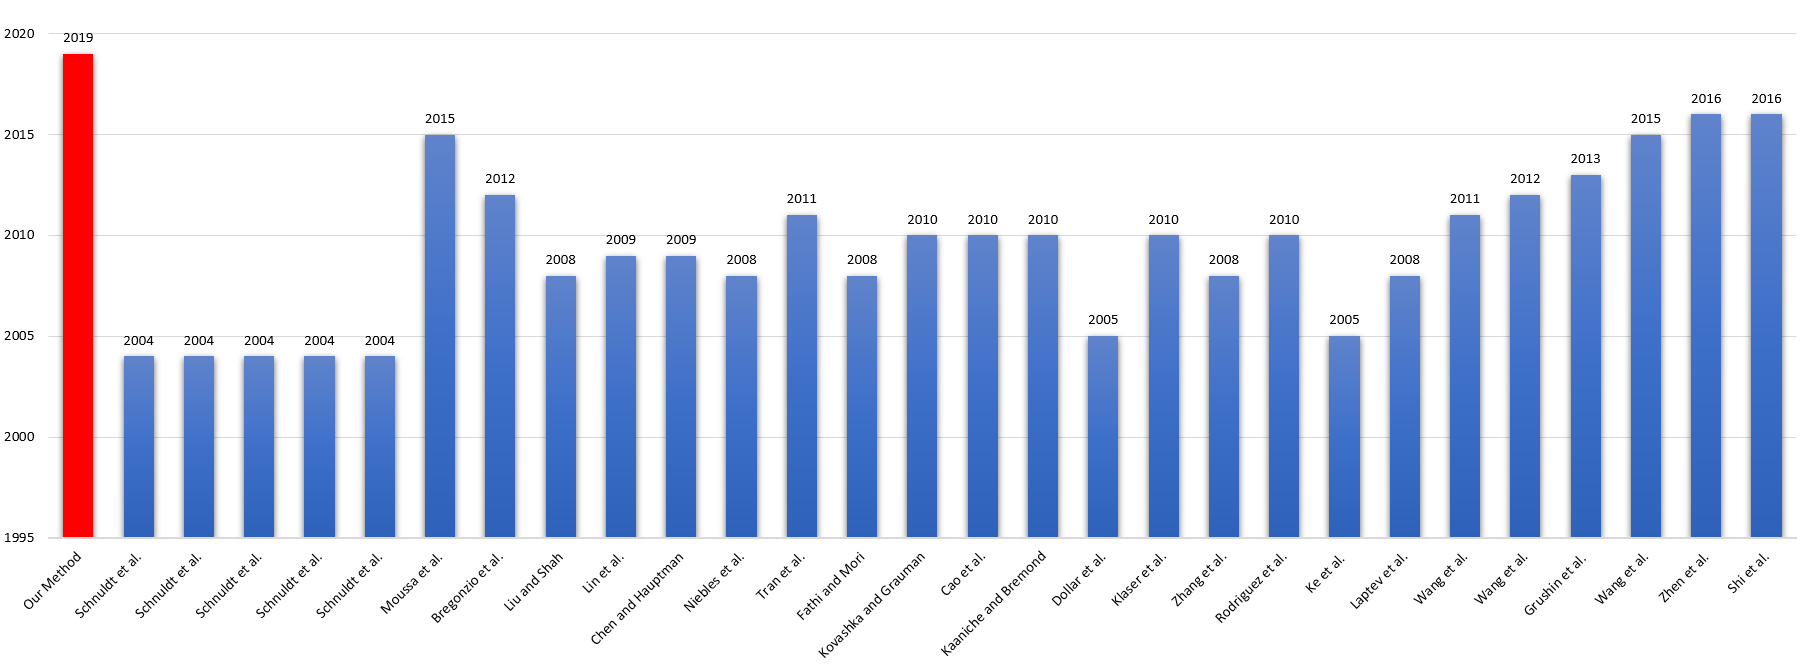 2020
2015
2010
2005
2000
1995
2019
2004
2004
2004
2004
2004
2015
2012
2008
2009
2009
2008
2011
2008
2010
2010
2010
2005
2010
2008
2010
2005
2008
2011
2012
2013
2015
2016
2016
Our Method
Schnuldt et al.
Schnuldt et al.
Schnuldt et al.
Schnuldt et al.
Schnuldt et al.
Moussa et al.
Bregonzio et al.
Liu and Shah
Lin et al.
Chen and Hauptman
Niebles et al.
Tran et al.
Fathi and Mori
Kovashka and Grauman
Cao et al.
Kaaniche and Bremond
Dollar et al.
Klaser et al.
Zhang et al.
Rodriguez et al.
Ke et al.
Laptev et al.
Wang et al.
Wang et al.
Grushin et al.
Wang et al.
Zhen et al.
Shi et al.